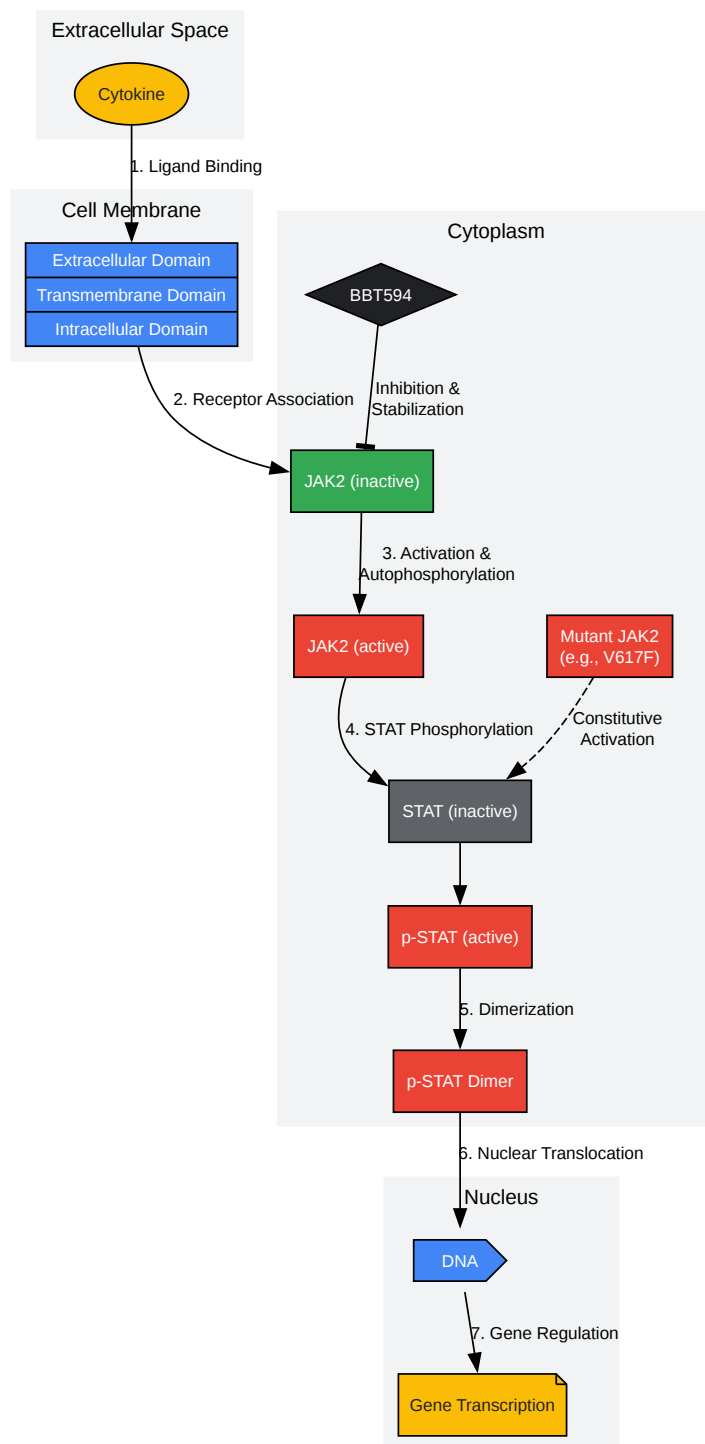 Extracellular Space
Cytokine
1. Ligand Binding
Cell Membrane
Extracellular Domain
Transmembrane Domain
Intracellular Domain
Cytoplasm
BBT594
2. Receptor Association
Inhibition &
Stabilization
JAK2 (inactive)
3. Activation &
Autophosphorylation
JAK2 (active)
Mutant JAK2
(e.g., V617F)
4. STAT Phosphorylation
Constitutive
Activation
STAT (inactive)
p-STAT (active)
5. Dimerization
p-STAT Dimer
6. Nuclear Translocation
Nucleus
DNA
7. Gene Regulation
Gene Transcription